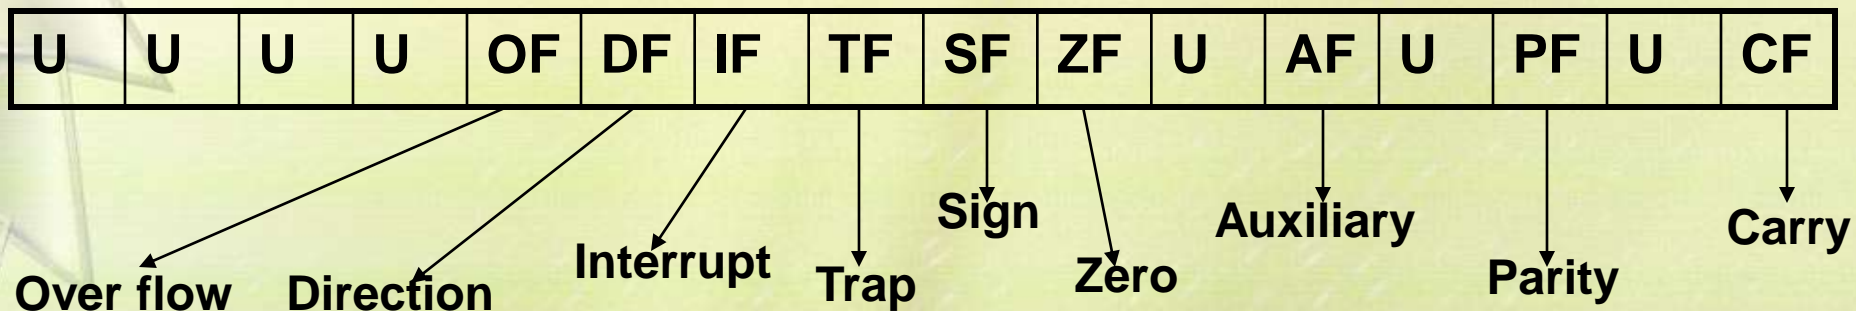 U U U U OF DF IF TF SF ZF U AF U PF U CF
Sign Auxiliary Carry
Interrupt Trap Zero Parity
Over flow Direction